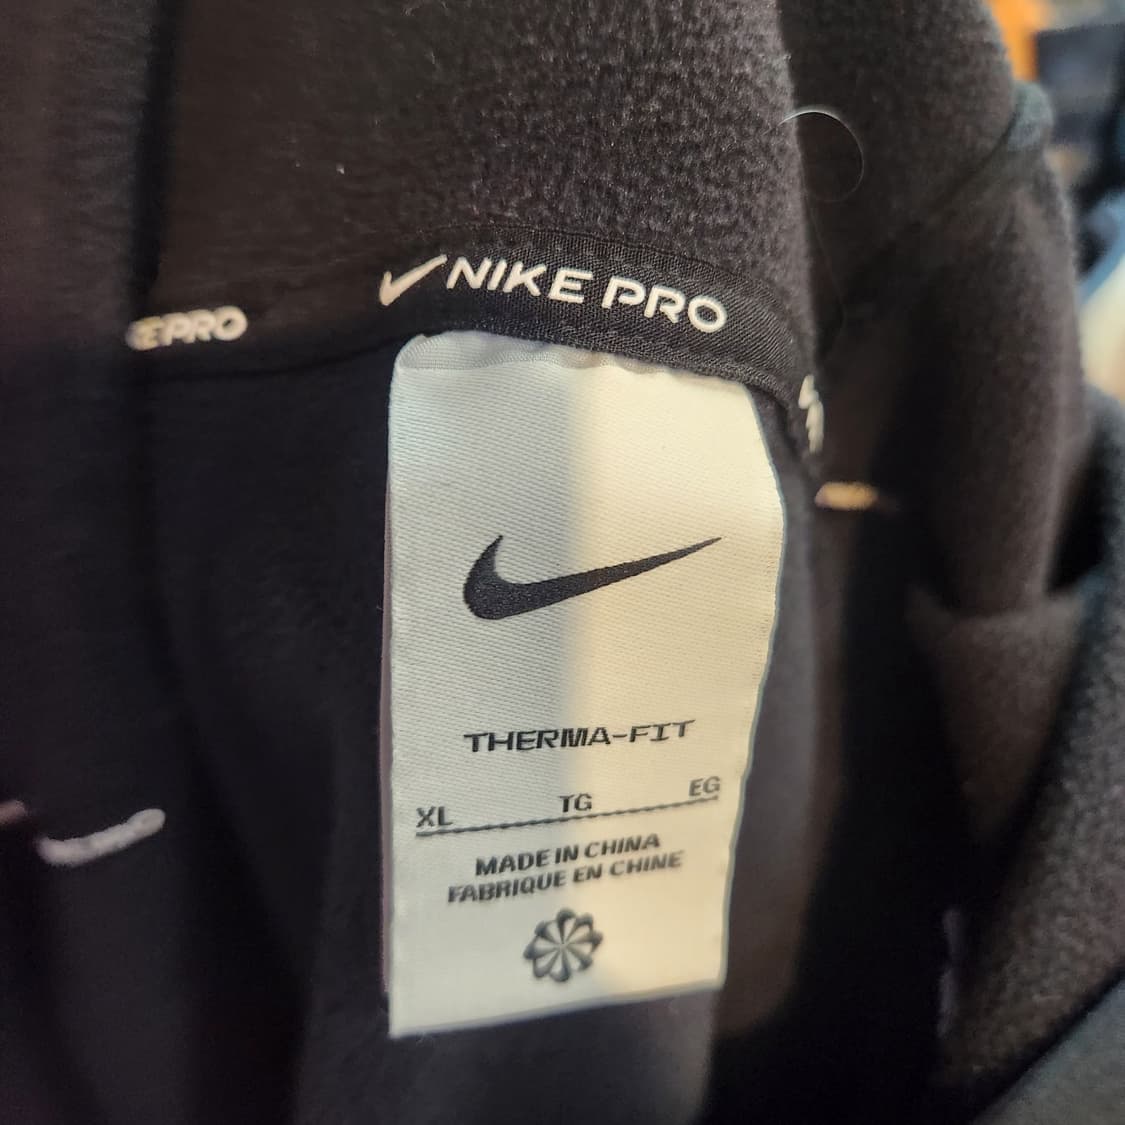 NIKE PRO
EPRO
THERMA-FIT
XL TG EG
MADE IN CHINA
FABRIQUE EN CHINE